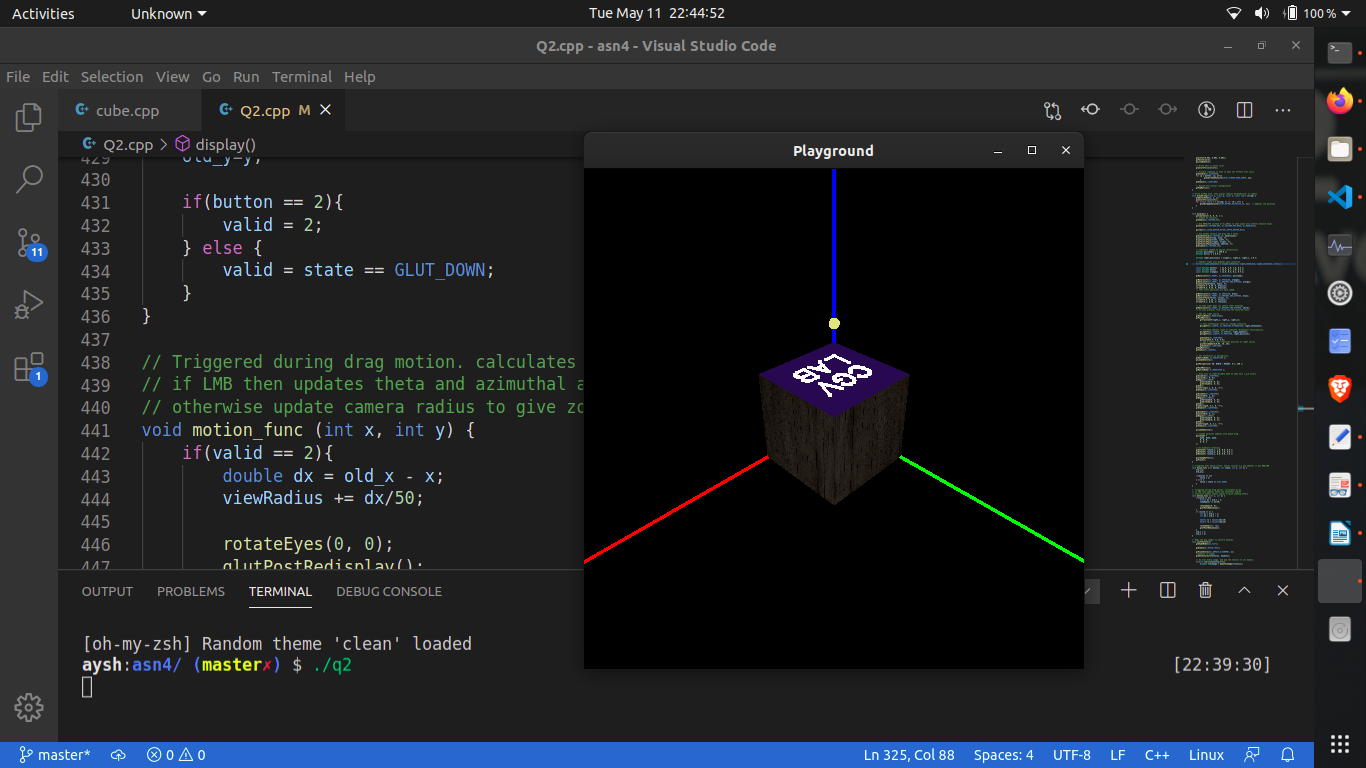 Activities
Unknown
Tue May 11 22:44:52
100 %
Q2.cpp - asn4 - Visual Studio Code
File Edit Selection View Go Run Terminal Help
cube.cpp
Q2.cpp M
Q2.cpp > display()
429 old_y=y;
430
431 if(button == 2){
432 valid = 2;
433 } else {
434 valid = state == GLUT_DOWN;
435 }
436 }
437
438 // Triggered during drag motion. calculates
439 // if LMB then updates theta and azimuthal a
440 // otherwise update camera radius to give zo
441 void motion_func (int x, int y) {
442 if(valid == 2){
443 double dx = old_x - x;
444 viewRadius += dx/50;
445
446 rotateEyes(0, 0);
447 glutPostRedisplay();
11
1
Playground
CGV
LAB
OUTPUT PROBLEMS TERMINAL DEBUG CONSOLE
[oh-my-zsh] Random theme 'clean' loaded
aysh:asn4/ (master✗) $ ./q2 [22:39:30]
master* 0 0 Ln 325, Col 88 Spaces: 4 UTF-8 LF C++ Linux